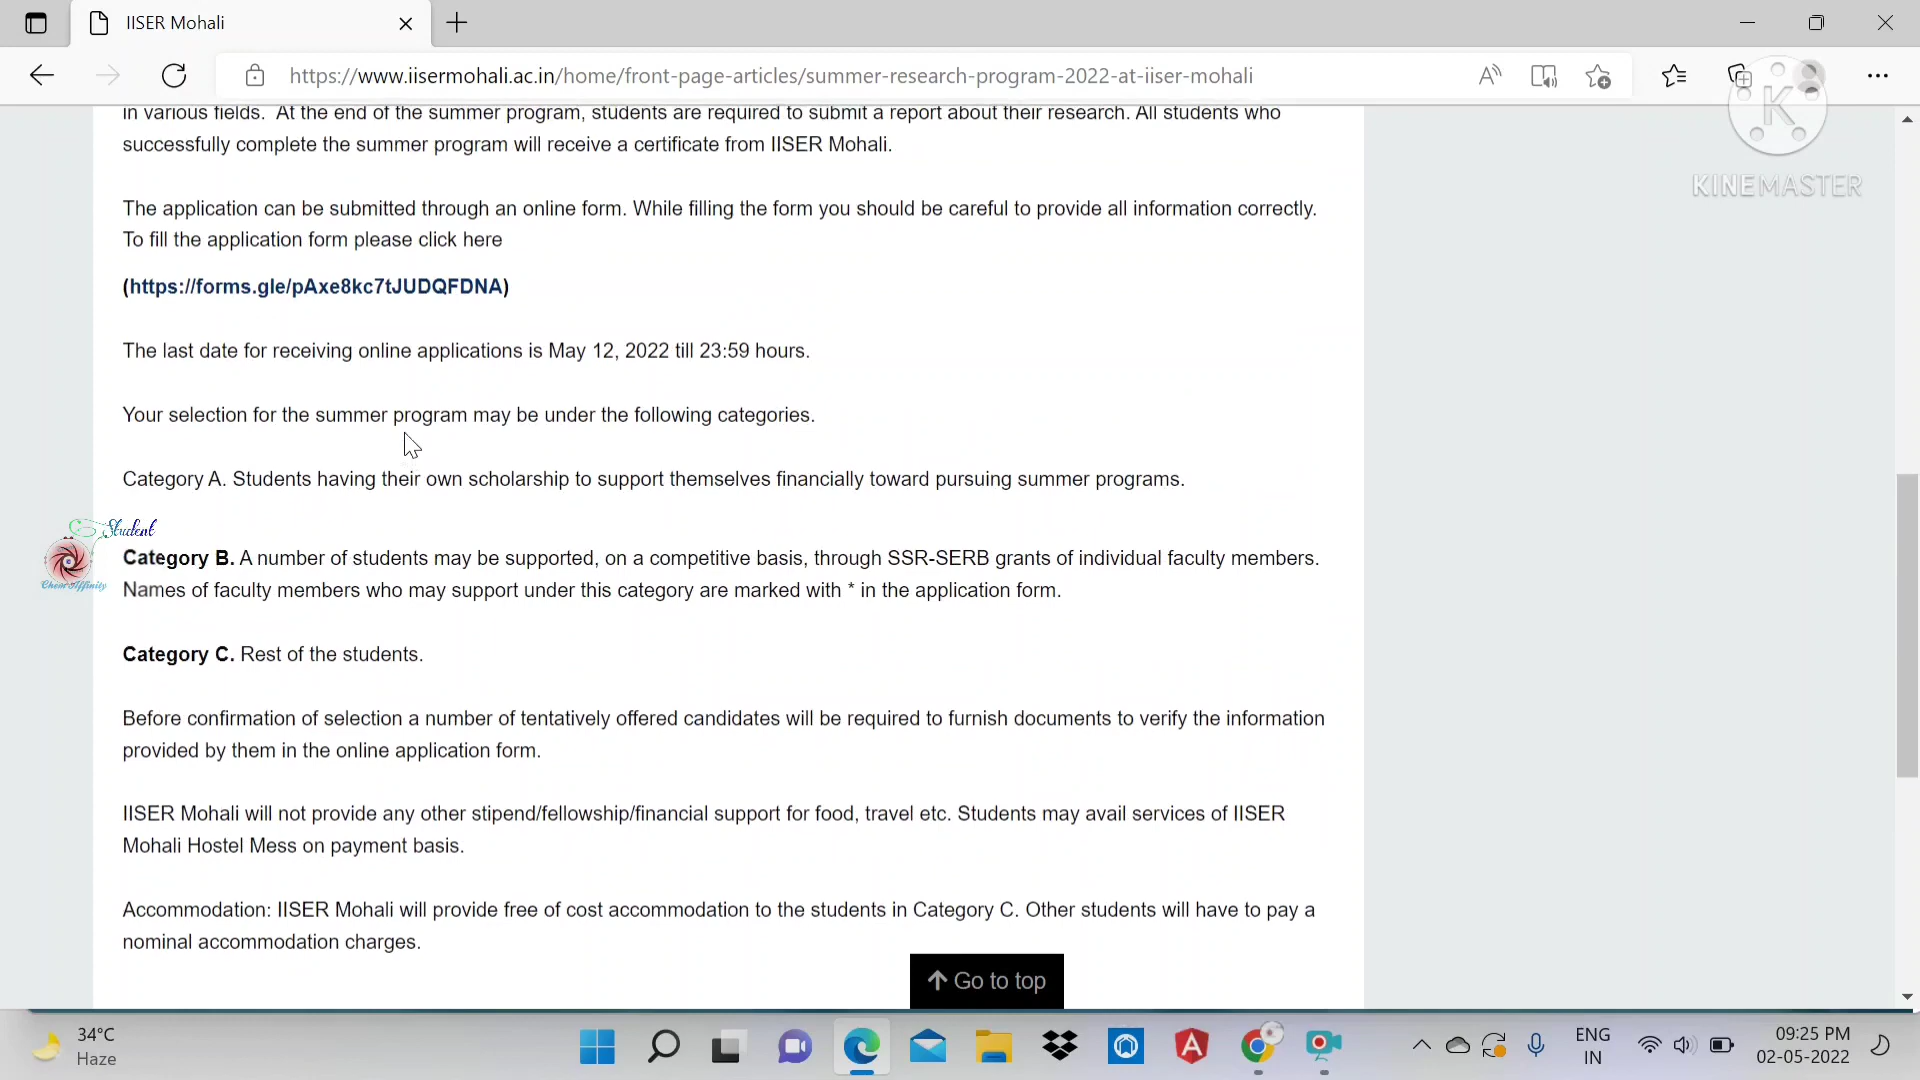 IISER Mohali
https://www.iisermohali.ac.in/home/front-page-articles/summer-research-program-2022-at-iiser-mohali
K
KINEMASTER
in various fields. At the end of the summer program, students are required to submit a report about their research. All students who
successfully complete the summer program will receive a certificate from IISER Mohali.
The application can be submitted through an online form. While filling the form you should be careful to provide all information correctly.
To fill the application form please click here
(https://forms.gle/pAxe8kc7tJUDQFDNA)
The last date for receiving online applications is May 12, 2022 till 23:59 hours.
Your selection for the summer program may be under the following categories.
Category A. Students having their own scholarship to support themselves financially toward pursuing summer programs.
Student
Chem Affinity
Category B. A number of students may be supported, on a competitive basis, through SSR-SERB grants of individual faculty members.
Names of faculty members who may support under this category are marked with * in the application form.
Category C. Rest of the students.
Before confirmation of selection a number of tentatively offered candidates will be required to furnish documents to verify the information
provided by them in the online application form.
IISER Mohali will not provide any other stipend/fellowship/financial support for food, travel etc. Students may avail services of IISER
Mohali Hostel Mess on payment basis.
Accommodation: IISER Mohali will provide free of cost accommodation to the students in Category C. Other students will have to pay a
nominal accommodation charges.
Go to top
34°C
Haze
ENG
IN
09:25 PM
02-05-2022